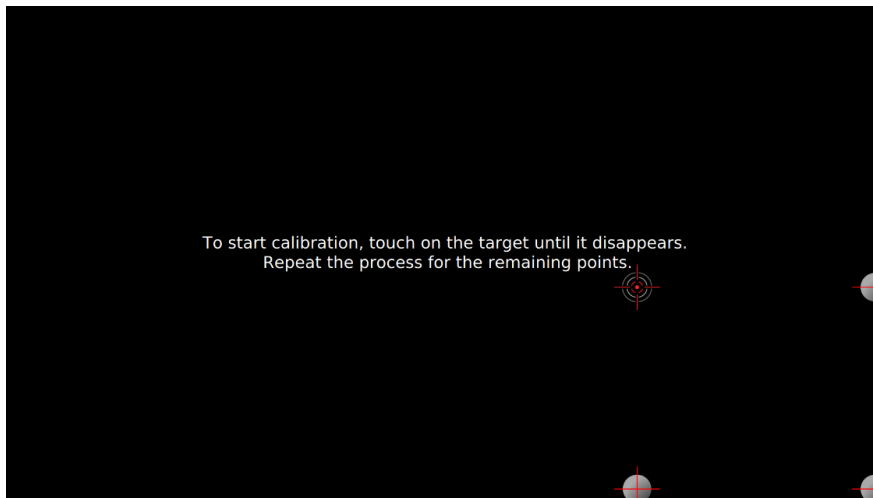 To start calibration, touch on the target until it disappears.
Repeat the process for the remaining points.